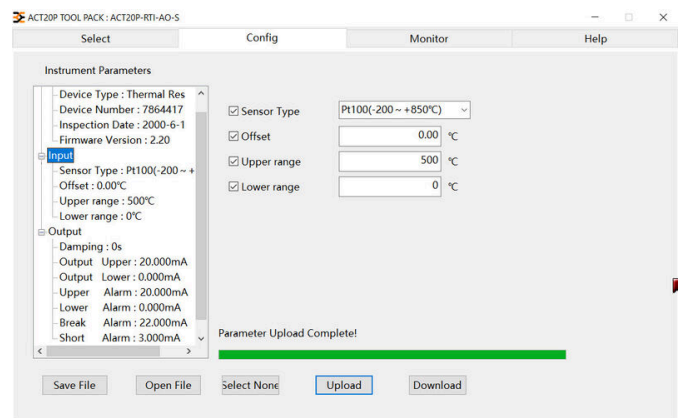 ACT20P TOOL PACK : ACT20P-RTI-AO-S
Select Config Monitor Help
Instrument Parameters
Device Type : Thermal Res
Device Number : 7864417
Inspection Date : 2000-6-1
Firmware Version : 2.20
Input
Sensor Type : Pt100(-200 ~ +
Offset : 0.00℃
Upper range : 500℃
Lower range : 0℃
Output
Damping : 0s
Output Upper : 20.000mA
Output Lower : 0.000mA
Upper Alarm : 20.000mA
Lower Alarm : 0.000mA
Break Alarm : 22.000mA
Short Alarm : 3.000mA
Sensor Type Pt100(-200 ~ +850℃)
Offset 0.00 ℃
Upper range 500 ℃
Lower range 0 ℃
Parameter Upload Complete!
Save File Open File Select None Upload Download